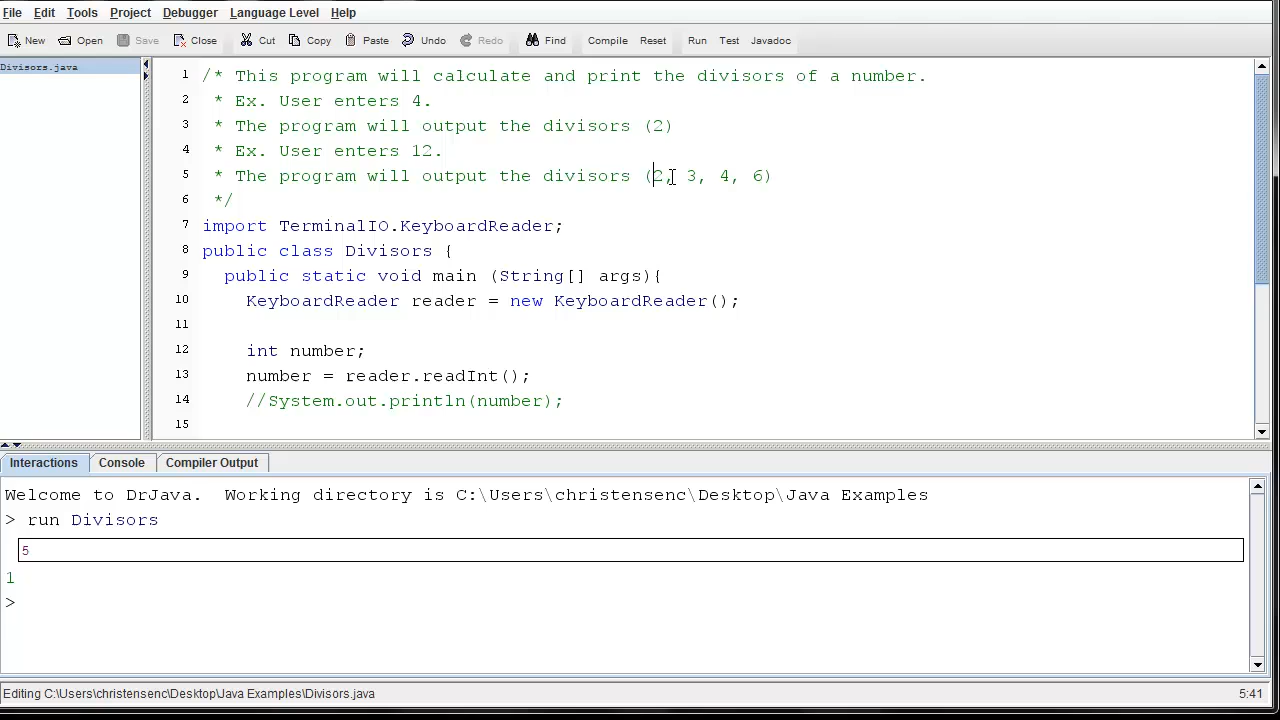 File Edit Tools Project Debugger Language Level Help
New Open Save Close Cut Copy Paste Undo Redo Find Compile Reset Run Test Javadoc
Divisors.java
1 /* This program will calculate and print the divisors of a number.
2 * Ex. User enters 4.
3 * The program will output the divisors (2)
4 * Ex. User enters 12.
5 * The program will output the divisors (2, 3, 4, 6)
6 */
7 import TerminalIO.KeyboardReader;
8 public class Divisors {
9 public static void main (String[] args){
10 KeyboardReader reader = new KeyboardReader();
11
12 int number;
13 number = reader.readInt();
14 //System.out.println(number);
15
Interactions Console Compiler Output
Welcome to DrJava. Working directory is C:\Users\christensenc\Desktop\Java Examples
> run Divisors
5
1
>
Editing C:\Users\christensenc\Desktop\Java Examples\Divisors.java 5:41